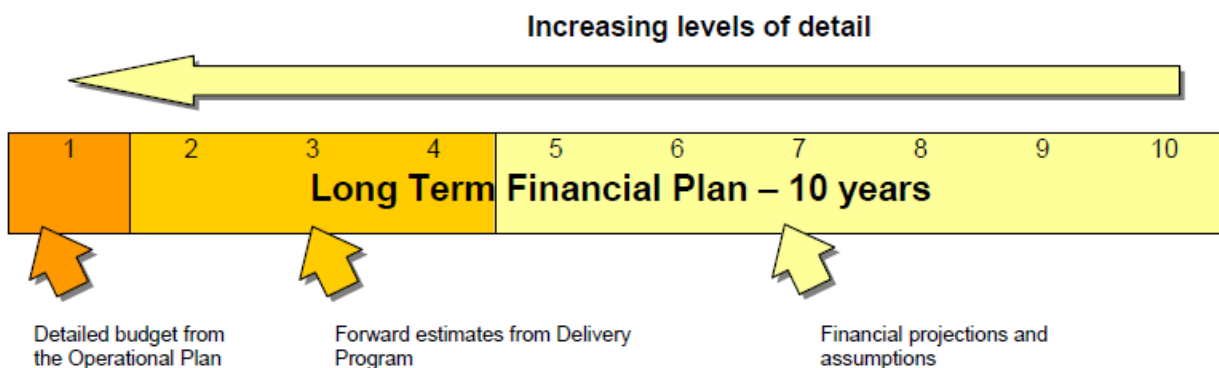 Increasing levels of detail
1 2 3 4 5 6 7 8 9 10
Long Term Financial Plan – 10 years
Detailed budget from
the Operational Plan
Forward estimates from Delivery
Program
Financial projections and
assumptions